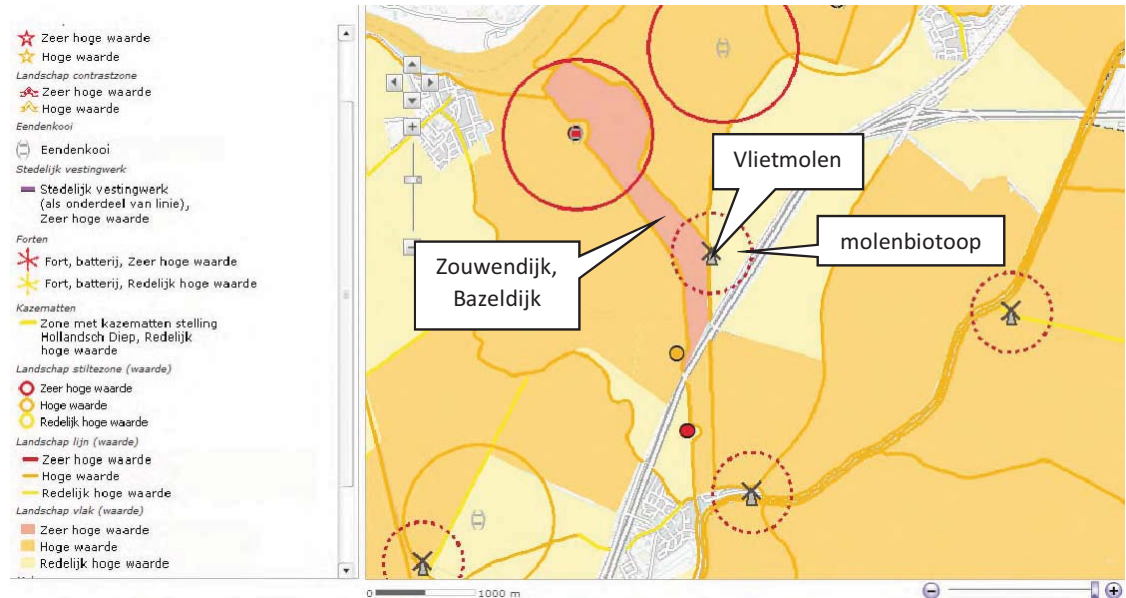 Zeer hoge waarde
Hoge waarde
Landschap contrastzone
Zeer hoge waarde
Hoge waarde
Eendenkooi
Eendenkooi
Stedelijk vestingwerk
Stedelijk vestingwerk
(als onderdeel van linie),
Zeer hoge waarde
Forten
Fort, batterij, Zeer hoge waarde
Fort, batterij, Redelijk hoge waarde
Kazematten
Zone met kazematten stelling
Hollandsch Diep, Redelijk
hoge waarde
Landschap stiltezone (waarde)
Zeer hoge waarde
Hoge waarde
Redelijk hoge waarde
Landschap lijn (waarde)
Zeer hoge waarde
Hoge waarde
Redelijk hoge waarde
Landschap vlak (waarde)
Zeer hoge waarde
Hoge waarde
Redelijk hoge waarde
Vlietmolen
molenbiotoop
Zouwendijk,
Bazeldijk
0 1000 m